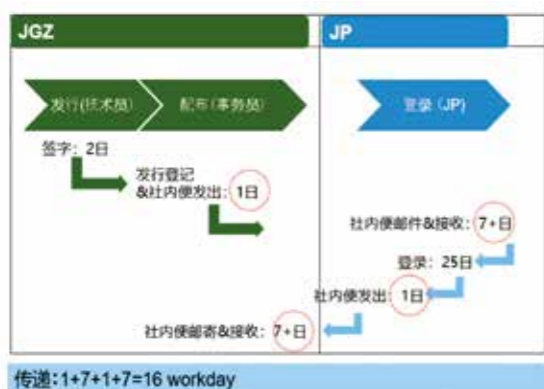 JGZ
JP
发行(技术员)
配布(事务员)
登录 (JP)
签字: 2日
发行登记
&社内便发出: 1日
社内便邮件&接收: 7+日
登录: 25日
社内便发出: 1日
社内便邮寄&接收: 7+日
传递:1+7+1+7=16 workday